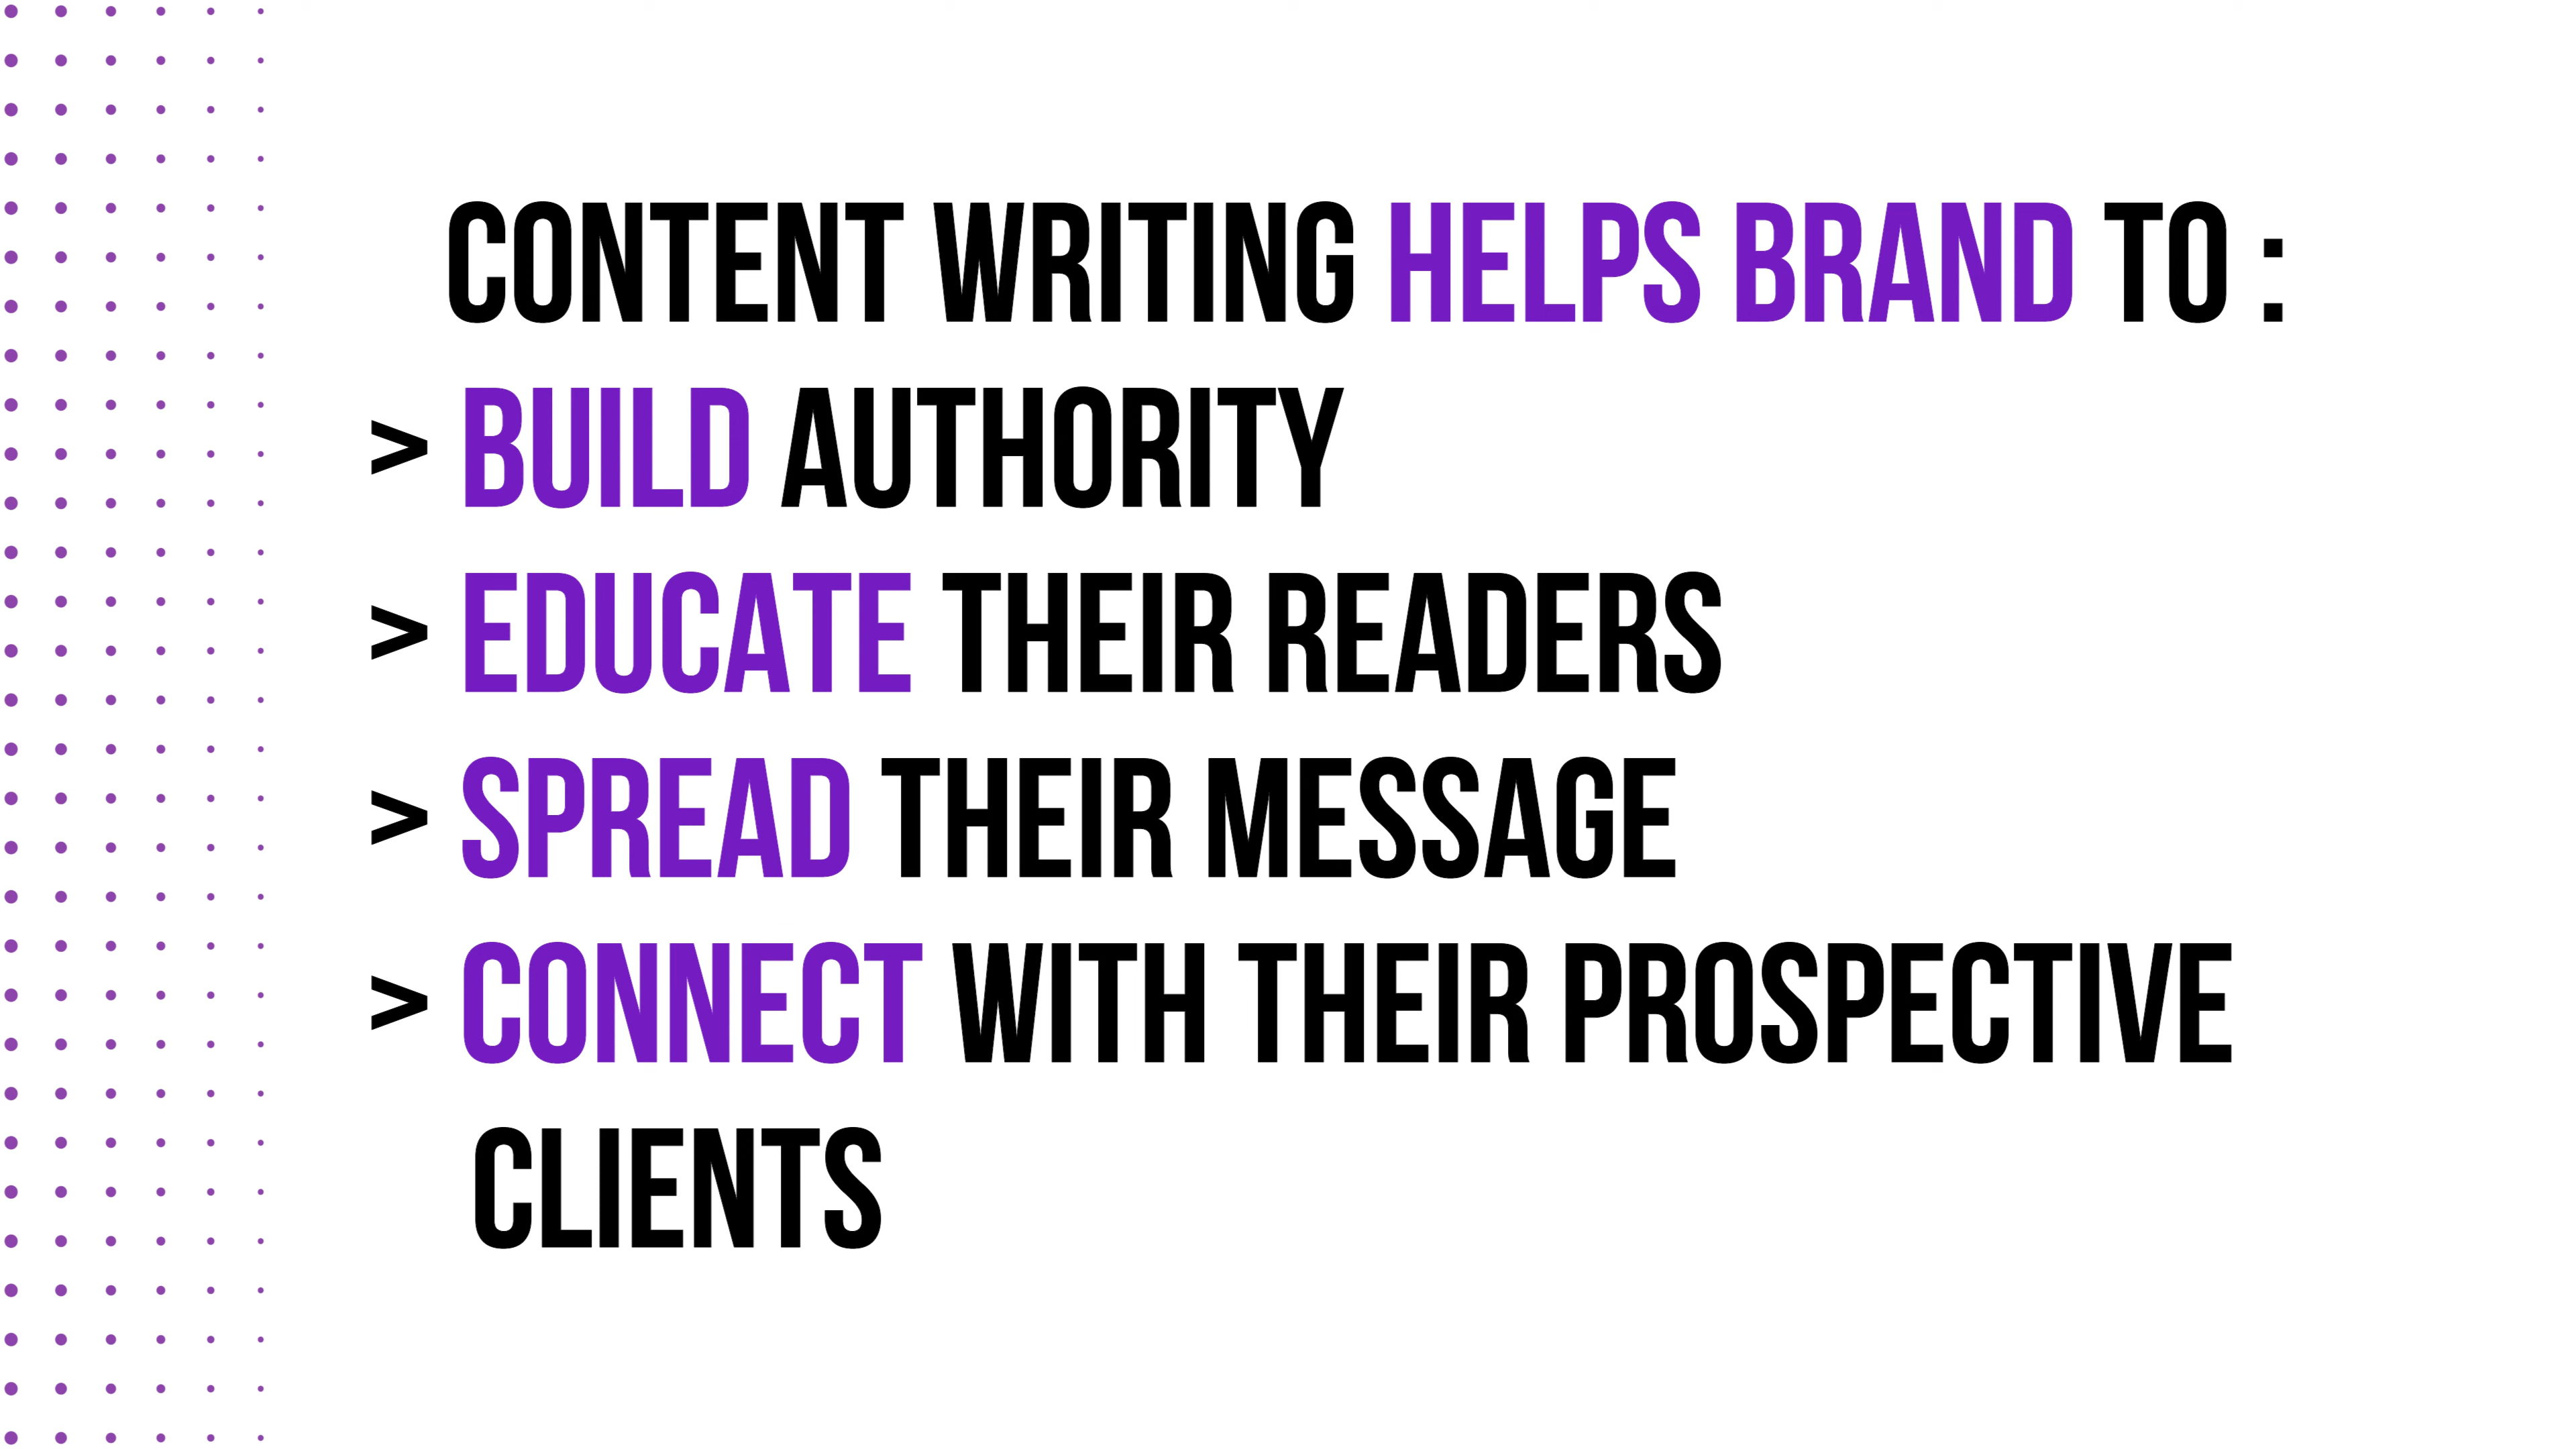 CONTENT WRITING HELPS BRAND TO :
> BUILD AUTHORITY
> EDUCATE THEIR READERS
> SPREAD THEIR MESSAGE
> CONNECT WITH THEIR PROSPECTIVE
CLIENTS